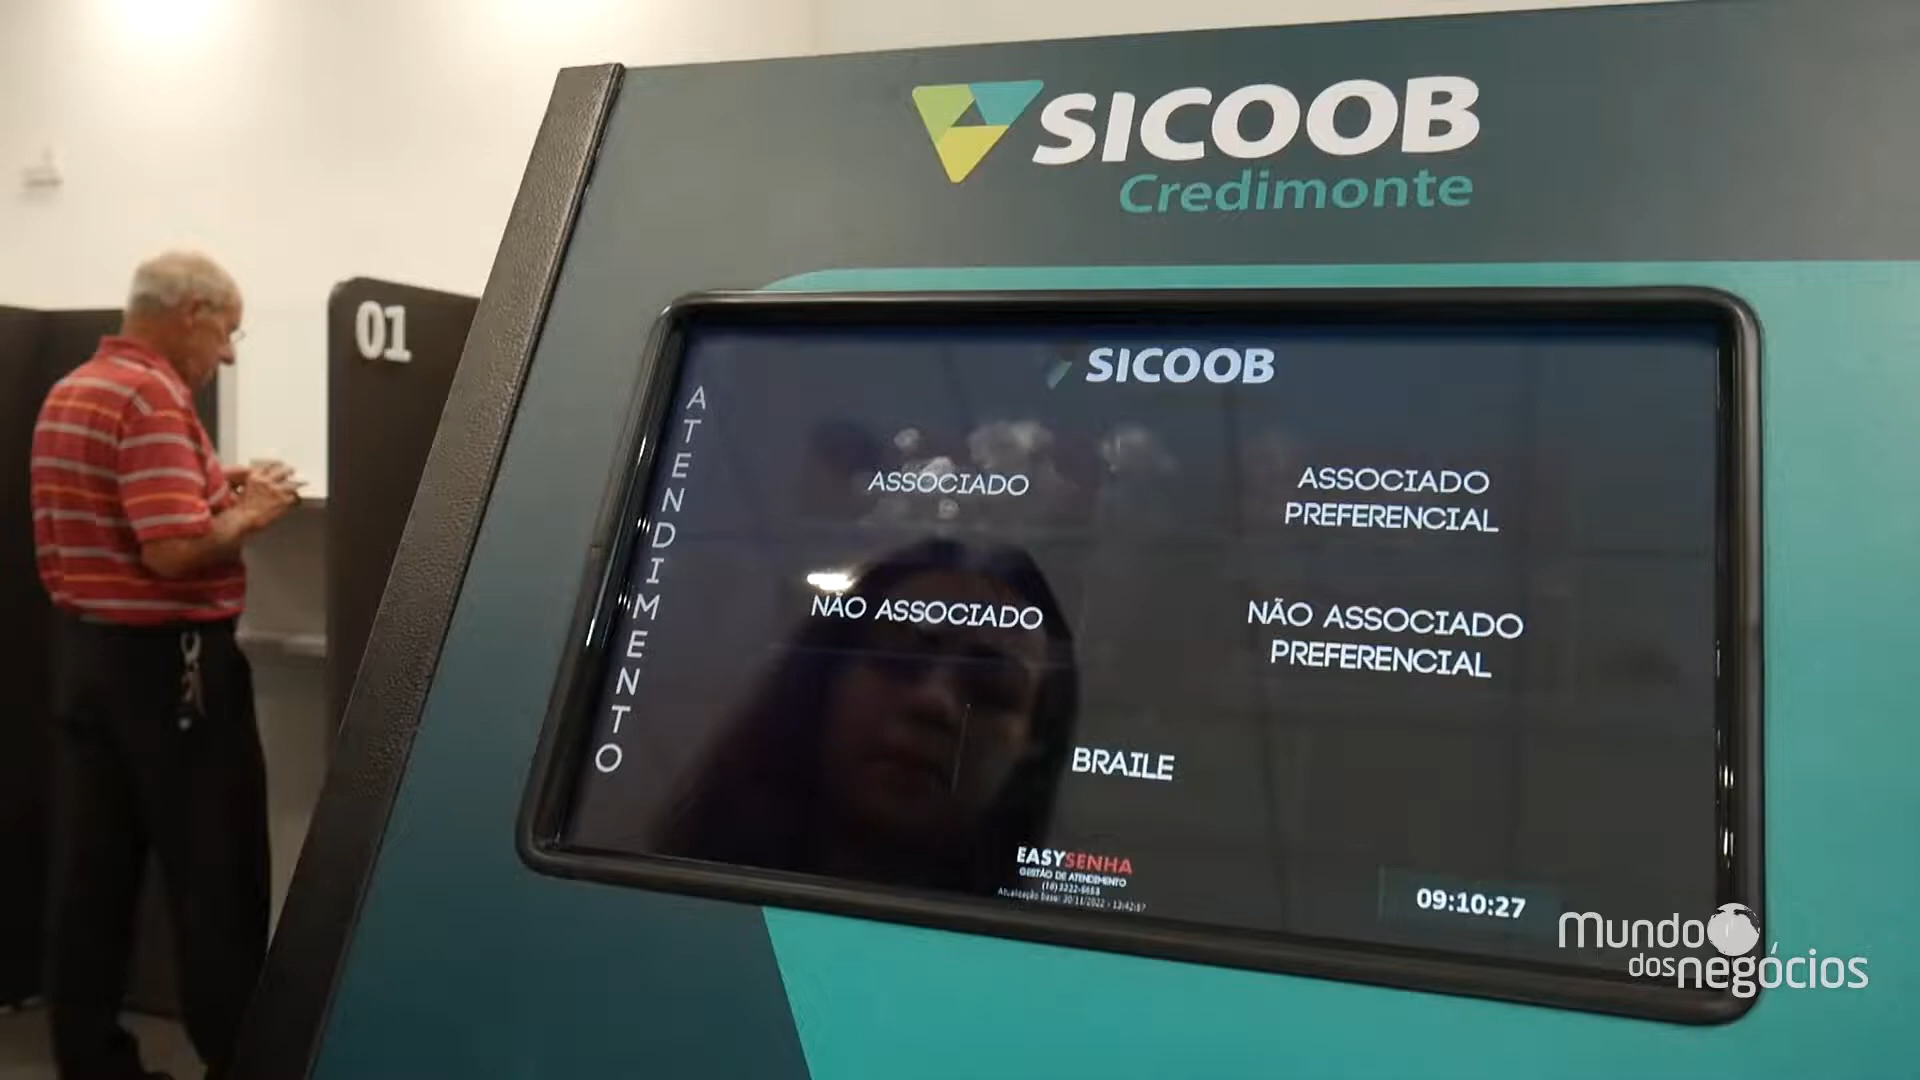 SICOOB
Credimonte
01
SICOOB
ATENDIMENTO
ASSOCIADO
ASSOCIADO
PREFERENCIAL
NÃO ASSOCIADO
NÃO ASSOCIADO
PREFERENCIAL
BRAILE
EASYSENHA
GESTÃO DE ATENDIMENTO
09:10:27
Mundo
dos negócios